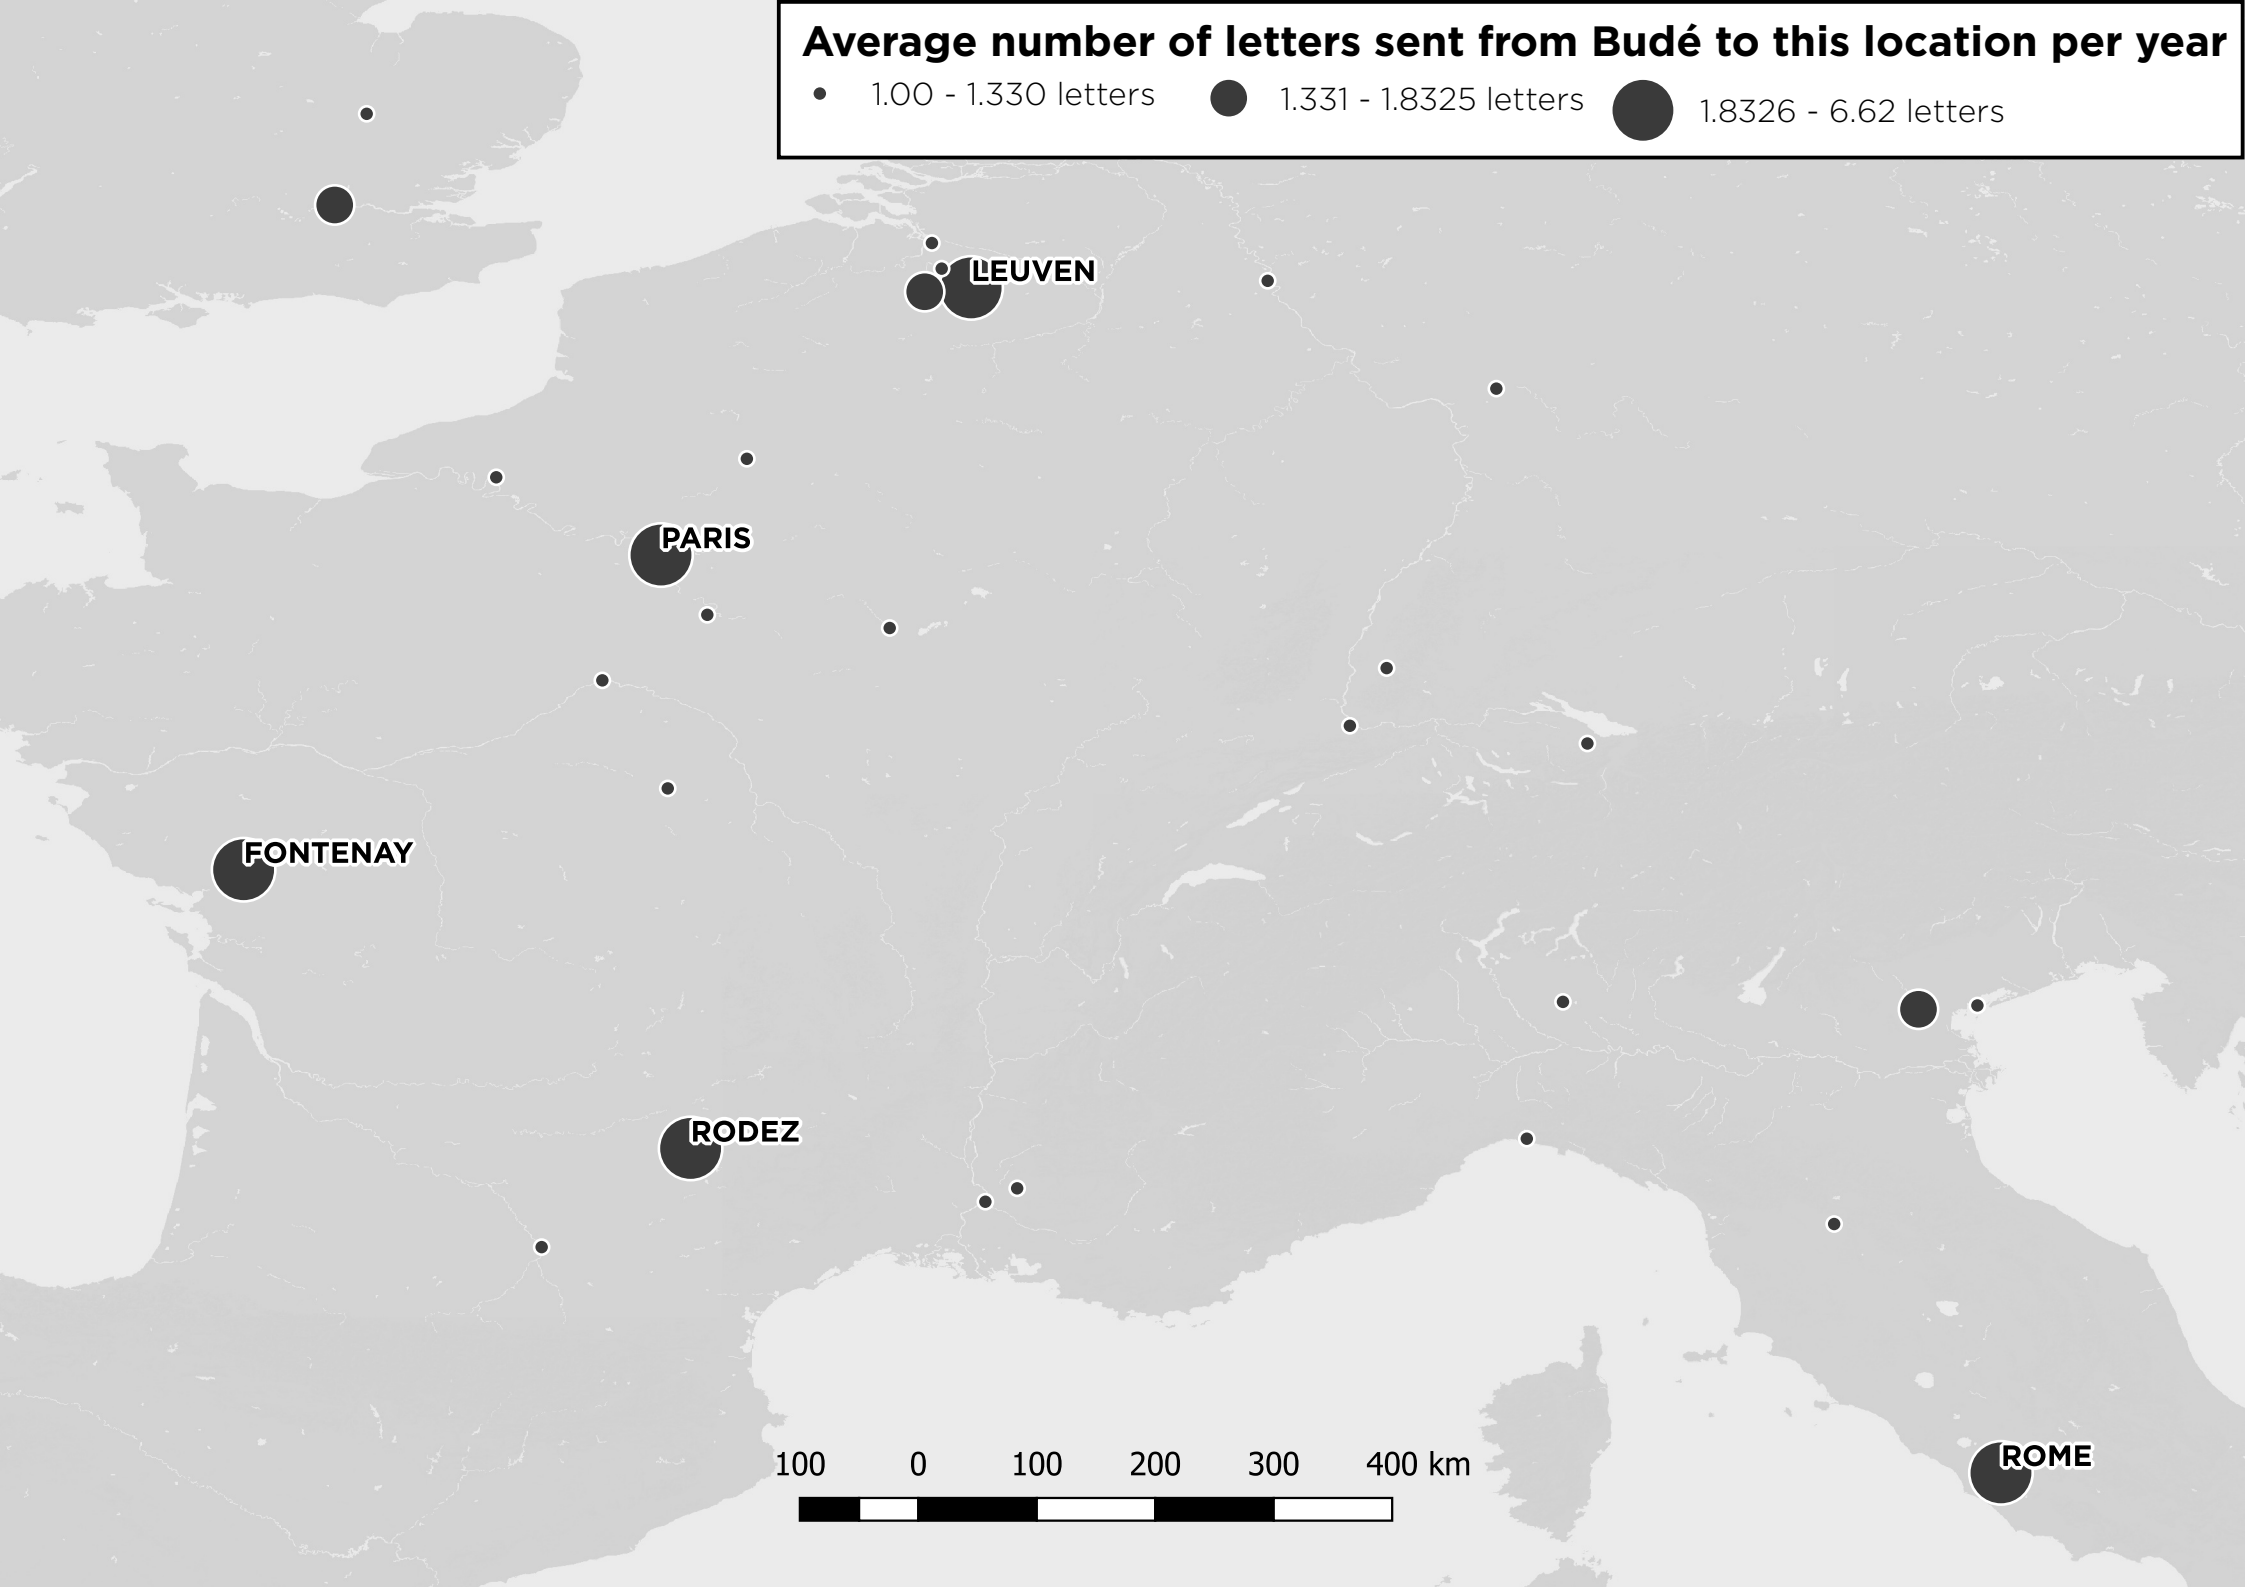 Average number of letters sent from Budé to this location per year
1.00 - 1.330 letters
1.331 - 1.8325 letters
1.8326 - 6.62 letters
LEUVEN
PARIS
FONTENAY
RODEZ
ROME
100 0 100 200 300 400 km